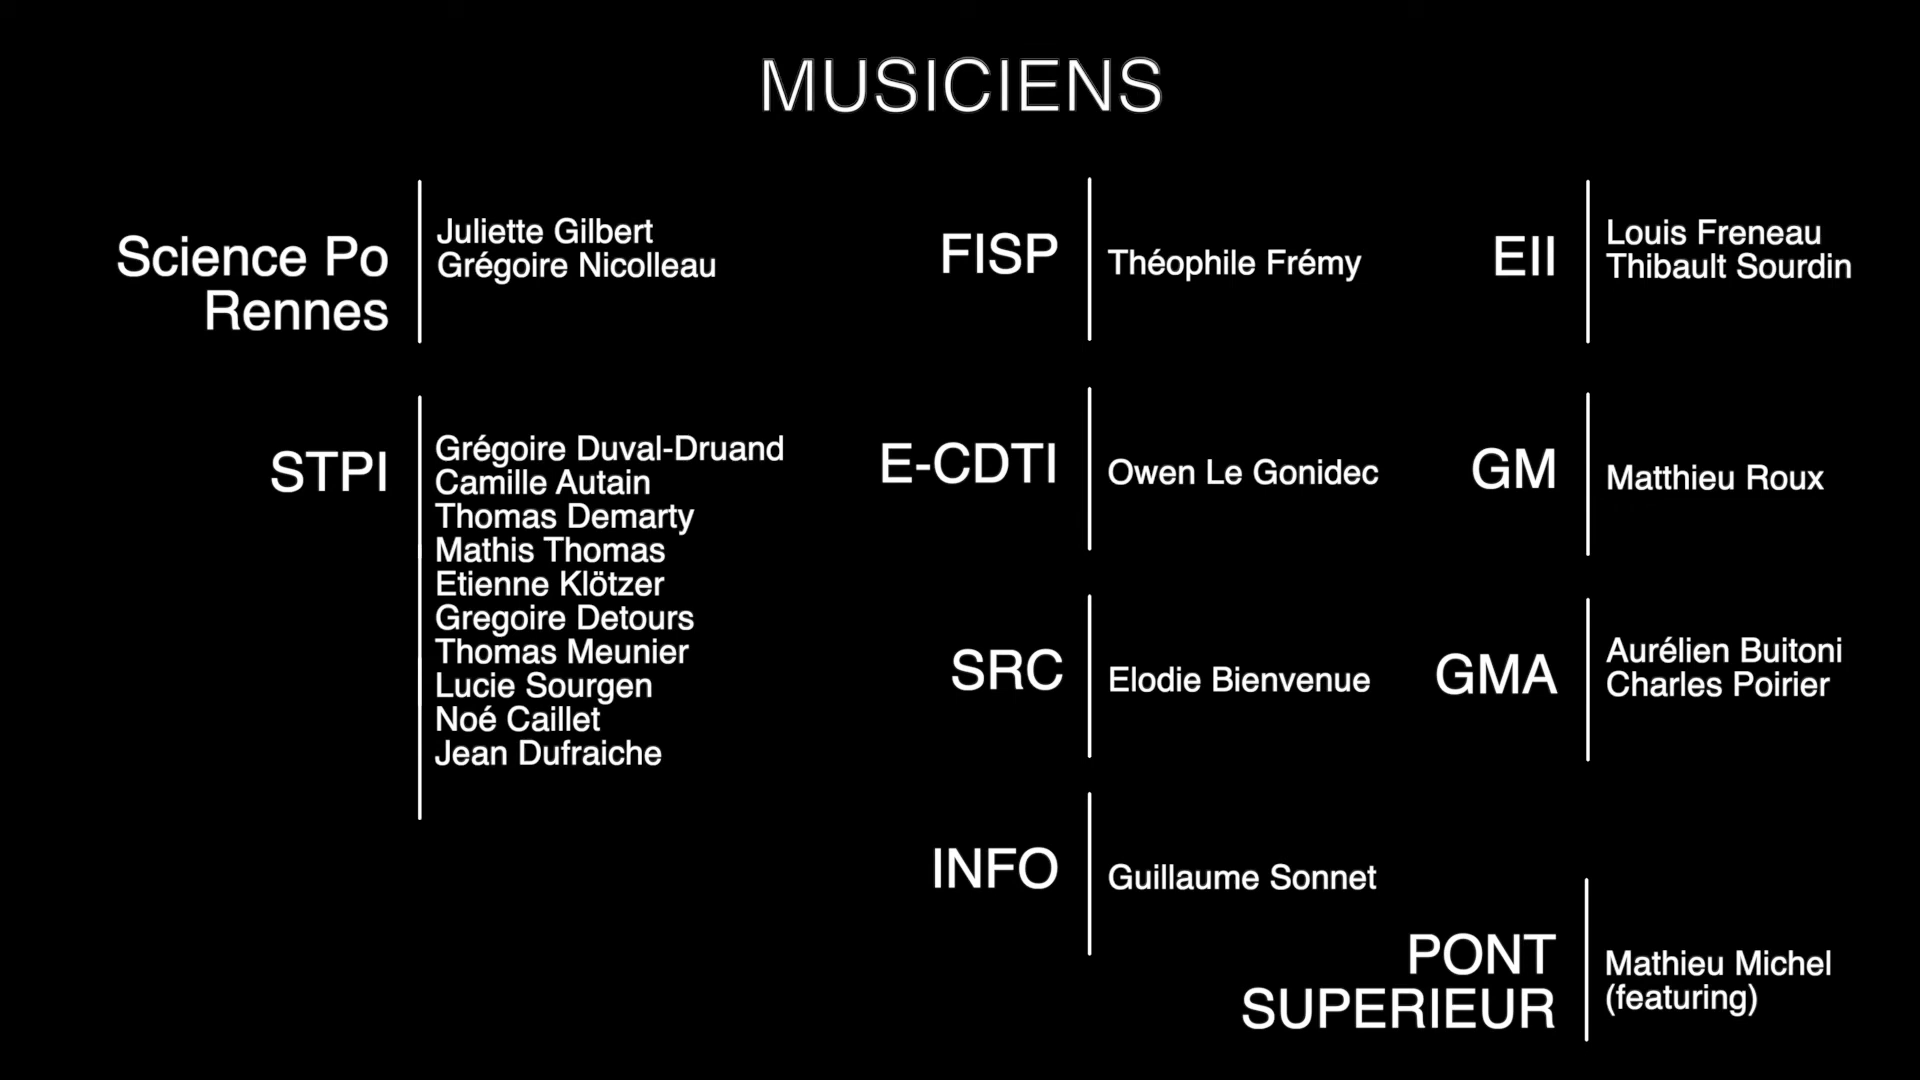 MUSICIENS
Science Po
Rennes
Juliette Gilbert
Grégoire Nicolleau
STPI
Grégoire Duval-Druand
Camille Autain
Thomas Demarty
Mathis Thomas
Etienne Klötzer
Gregoire Detours
Thomas Meunier
Lucie Sourgen
Noé Caillet
Jean Dufraiche
FISP
Théophile Frémy
E-CDTI
Owen Le Gonidec
SRC
Elodie Bienvenue
INFO
Guillaume Sonnet
EII
Louis Freneau
Thibault Sourdin
GM
Matthieu Roux
GMA
Aurélien Buitoni
Charles Poirier
PONT
SUPERIEUR
Mathieu Michel
(featuring)